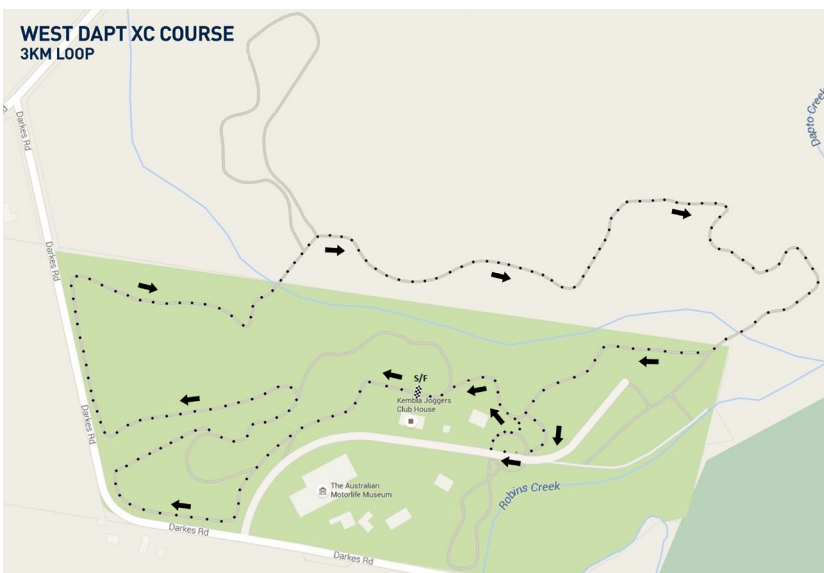 WEST DAPT XC COURSE
3KM LOOP
Darkes Rd
Dapto Creek
Darkes Rd
S/F
Kembla Joggers
Club House
Darkes Rd
The Australian
Motorlife Museum
Robins Creek
Darkes Rd
Darkes Rd